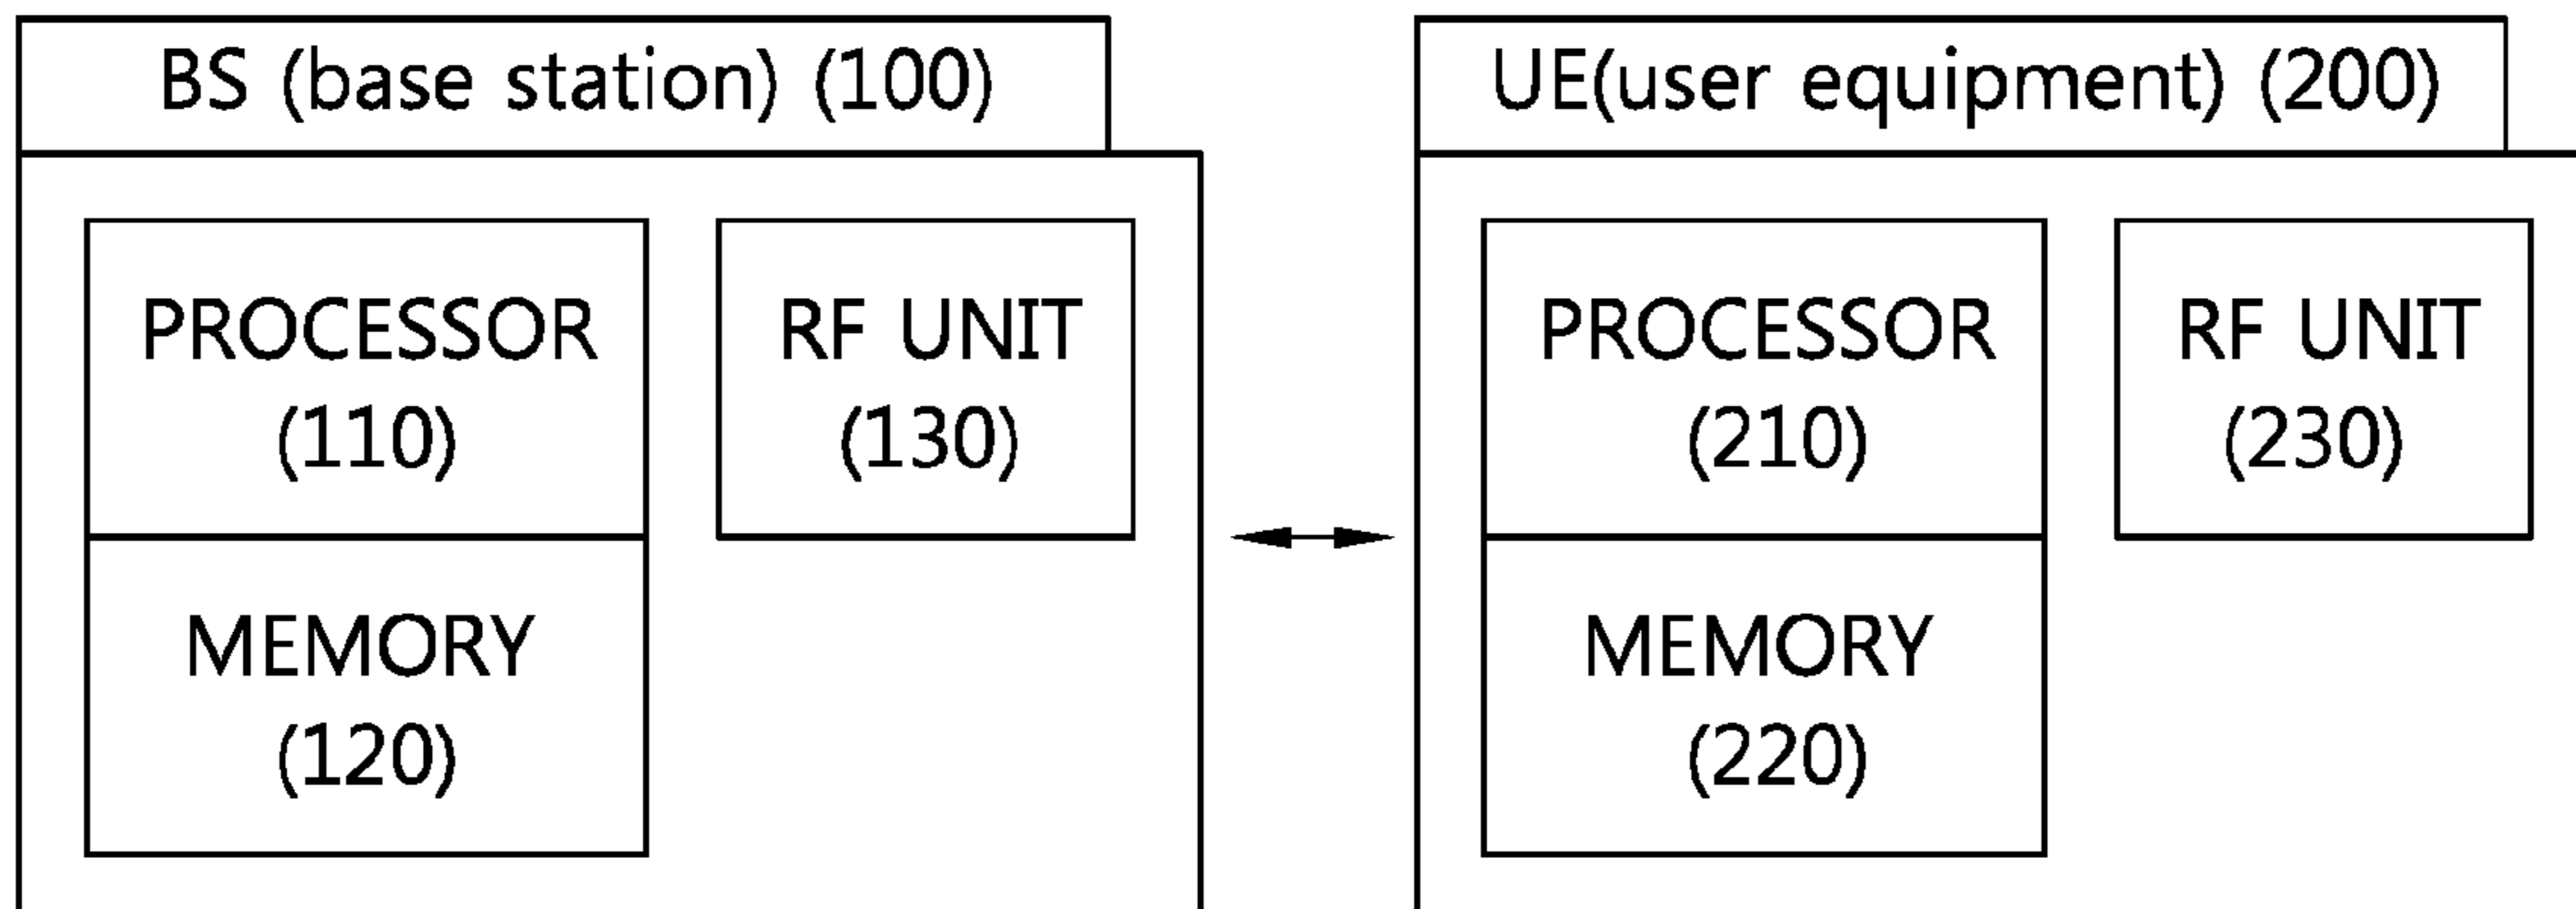 BS (base station) (100)
PROCESSOR
(110)
RF UNIT
(130)
MEMORY
(120)
UE(user equipment) (200)
PROCESSOR
(210)
RF UNIT
(230)
MEMORY
(220)